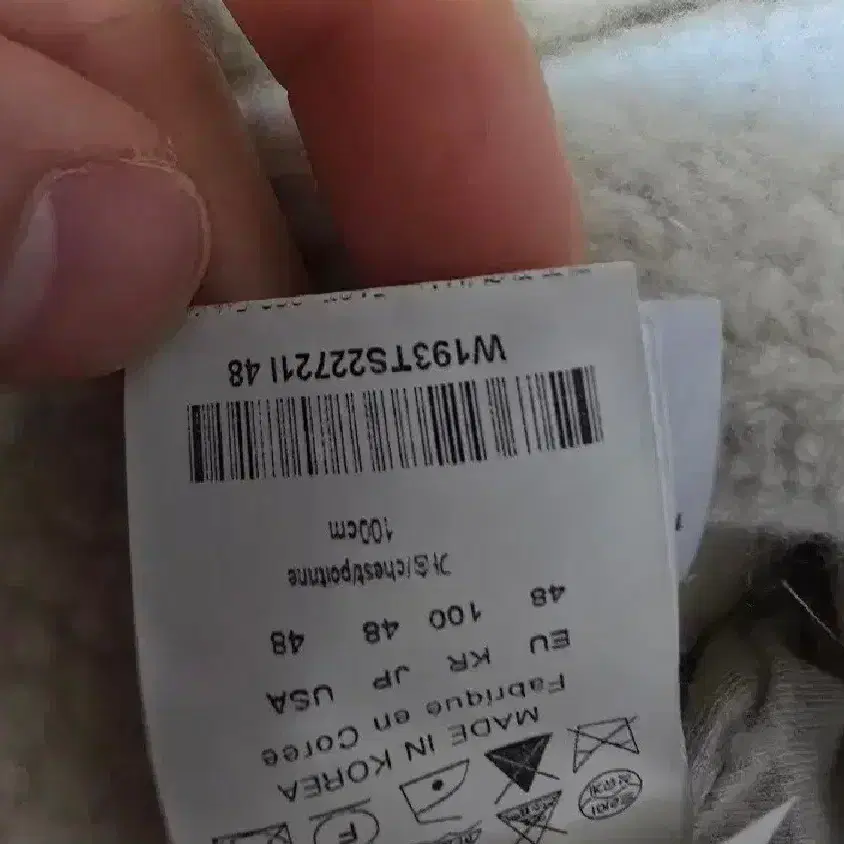 F
MADE IN KOREA
Fabrique en Coree
EU KR JP USA
48 100 48 48
가슴/chest/poitrine
100cm
W193TS22721I 48